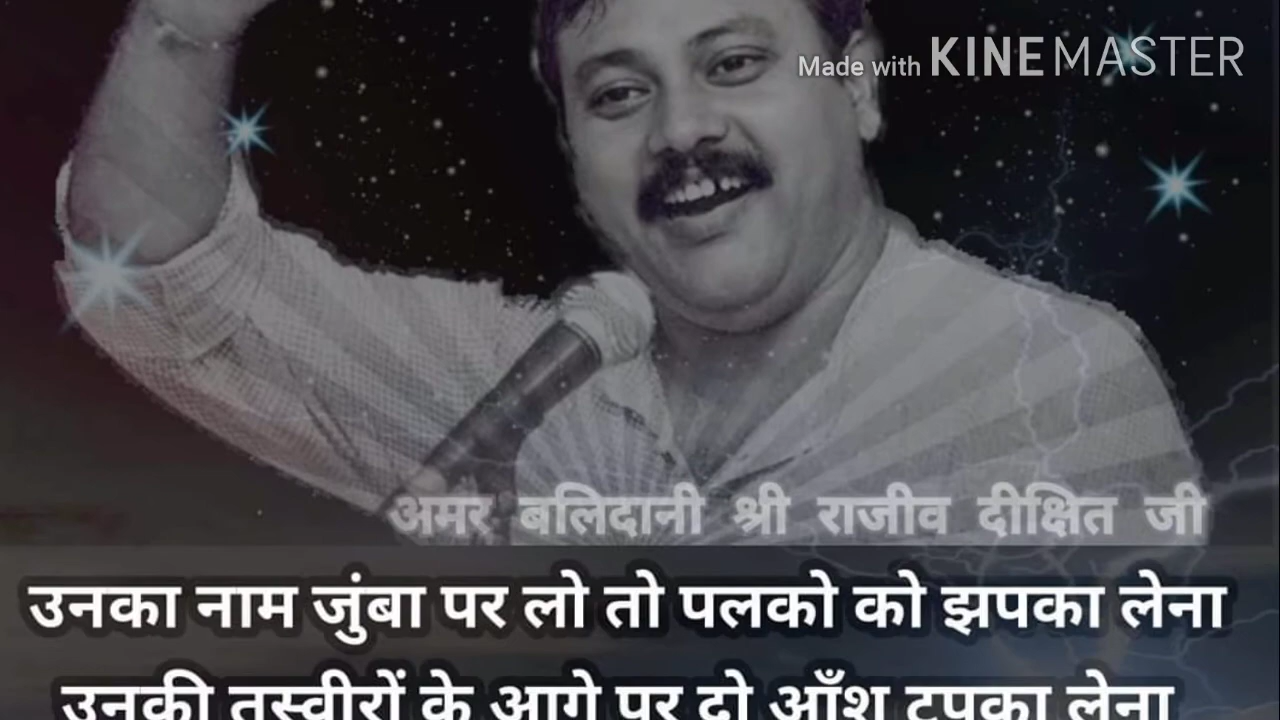 Made with KINEMASTER
अमर बलिदानी श्री राजीव दीक्षित जी
उनका नाम जुंबा पर लो तो पलको को झपका लेना
उनकी तस्वीरों के आगे पर दो आँश टपका लेना